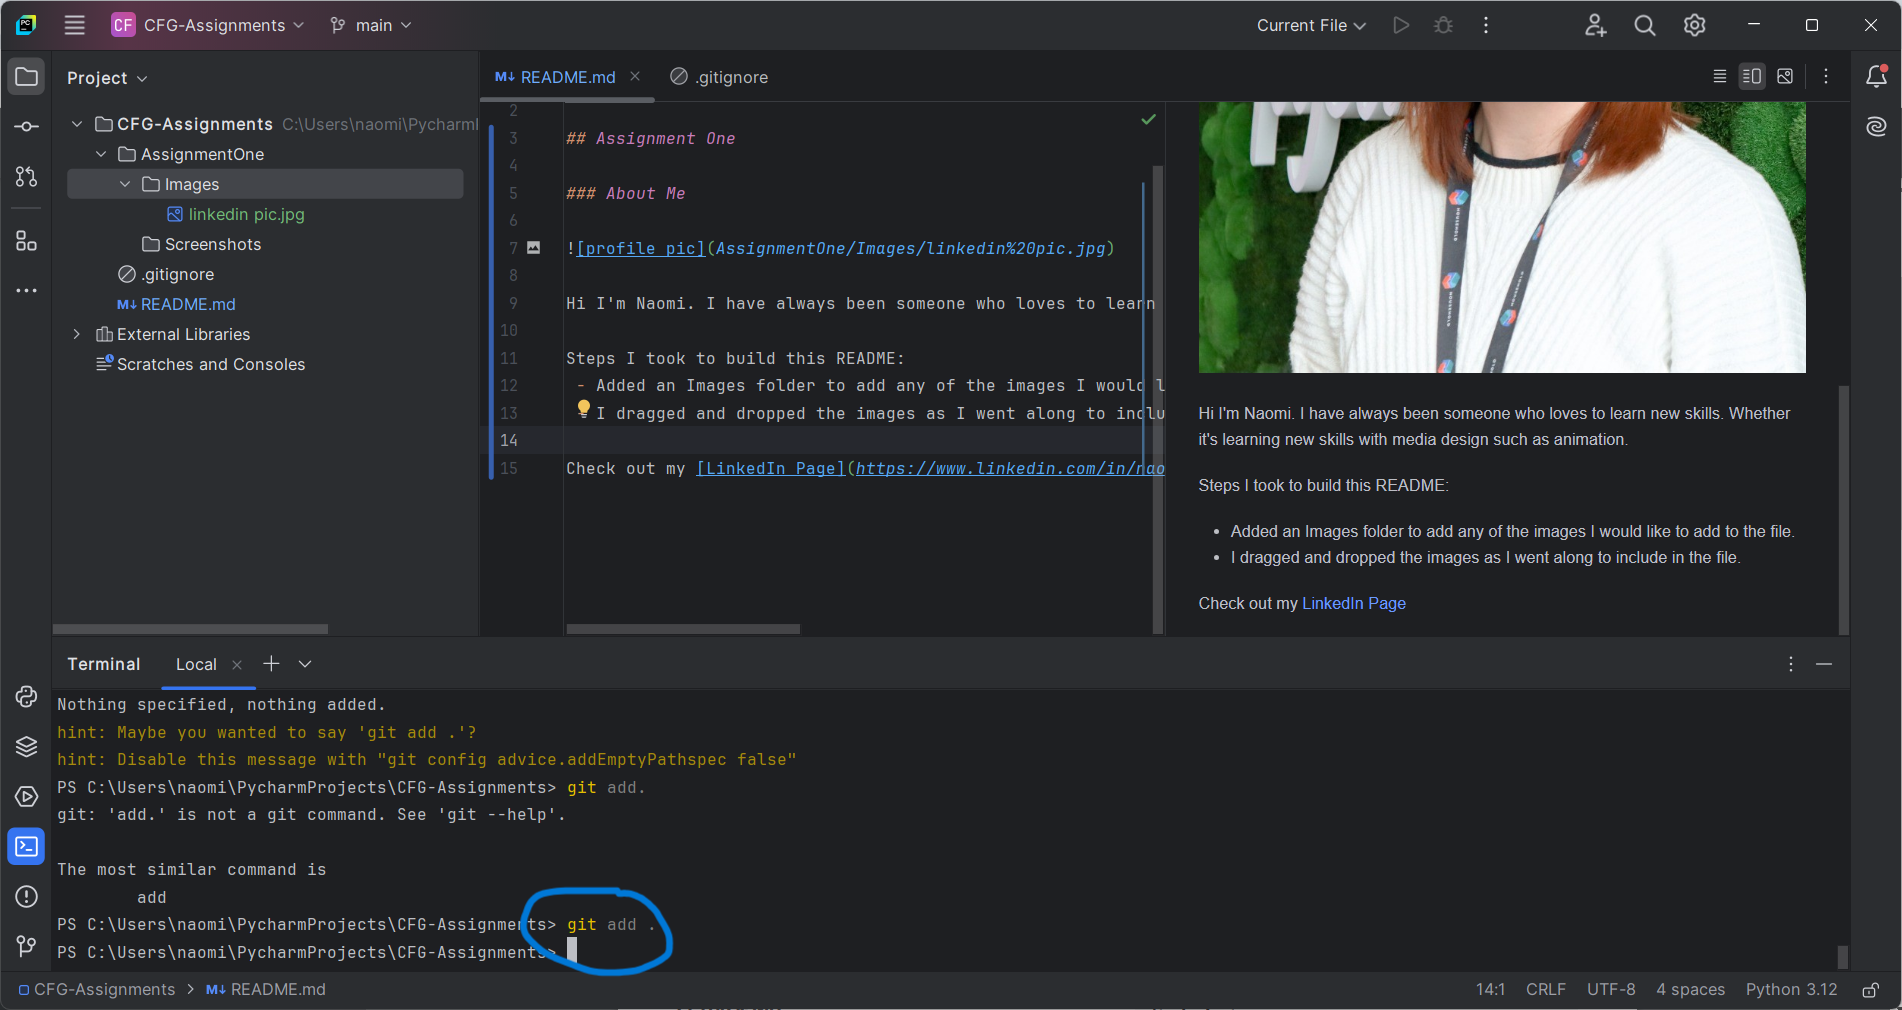 CF CFG-Assignments main Current File
Project
CFG-Assignments C:\Users\naomi\Pycharm
AssignmentOne
Images
linkedin pic.jpg
Screenshots
.gitignore
M↓ README.md
External Libraries
Scratches and Consoles
M↓ README.md .gitignore
2
3 ## Assignment One
4
5 ### About Me
6
7 ![profile pic](AssignmentOne/Images/linkedin%20pic.jpg)
8
9 Hi I'm Naomi. I have always been someone who loves to learn
10
11 Steps I took to build this README:
12 - Added an Images folder to add any of the images I would l
13 I dragged and dropped the images as I went along to inclu
14
15 Check out my [LinkedIn Page](https://www.linkedin.com/in/nao
Hi I'm Naomi. I have always been someone who loves to learn new skills. Whether
it's learning new skills with media design such as animation.
Steps I took to build this README:
• Added an Images folder to add any of the images I would like to add to the file.
• I dragged and dropped the images as I went along to include in the file.
Check out my LinkedIn Page
Terminal Local
Nothing specified, nothing added.
hint: Maybe you wanted to say 'git add .'?
hint: Disable this message with "git config advice.addEmptyPathspec false"
PS C:\Users\naomi\PycharmProjects\CFG-Assignments> git add.
git: 'add.' is not a git command. See 'git --help'.
The most similar command is
add
PS C:\Users\naomi\PycharmProjects\CFG-Assignments> git add .
PS C:\Users\naomi\PycharmProjects\CFG-Assignments>
CFG-Assignments > M↓ README.md 14:1 CRLF UTF-8 4 spaces Python 3.12